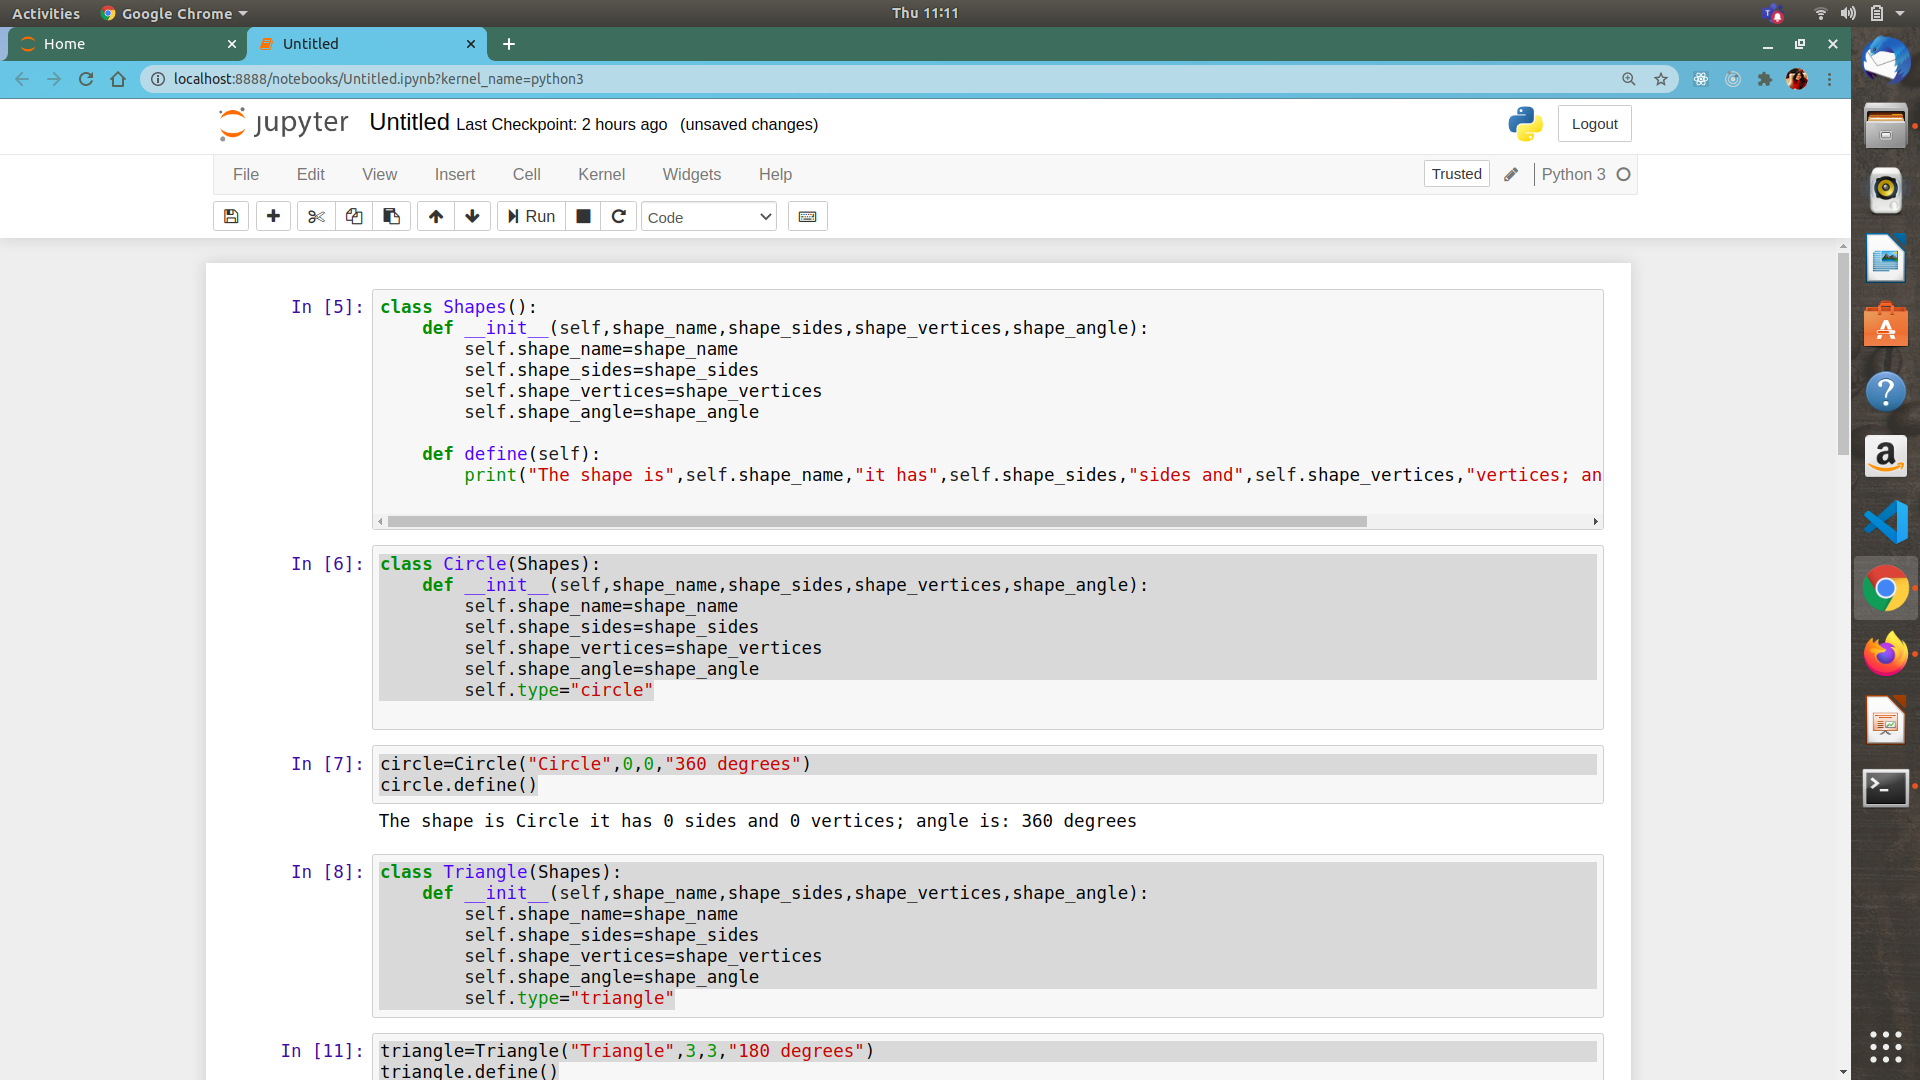 Activities Google Chrome Thu 11:11
Home Untitled
localhost:8888/notebooks/Untitled.ipynb?kernel_name=python3
jupyter Untitled Last Checkpoint: 2 hours ago (unsaved changes) Logout
File Edit View Insert Cell Kernel Widgets Help Trusted Python 3
Run Code
In [5]: class Shapes():
def __init__(self,shape_name,shape_sides,shape_vertices,shape_angle):
self.shape_name=shape_name
self.shape_sides=shape_sides
self.shape_vertices=shape_vertices
self.shape_angle=shape_angle
def define(self):
print("The shape is",self.shape_name,"it has",self.shape_sides,"sides and",self.shape_vertices,"vertices; an
In [6]: class Circle(Shapes):
def __init__(self,shape_name,shape_sides,shape_vertices,shape_angle):
self.shape_name=shape_name
self.shape_sides=shape_sides
self.shape_vertices=shape_vertices
self.shape_angle=shape_angle
self.type="circle"
In [7]: circle=Circle("Circle",0,0,"360 degrees")
circle.define()
The shape is Circle it has 0 sides and 0 vertices; angle is: 360 degrees
In [8]: class Triangle(Shapes):
def __init__(self,shape_name,shape_sides,shape_vertices,shape_angle):
self.shape_name=shape_name
self.shape_sides=shape_sides
self.shape_vertices=shape_vertices
self.shape_angle=shape_angle
self.type="triangle"
In [11]: triangle=Triangle("Triangle",3,3,"180 degrees")
triangle.define()